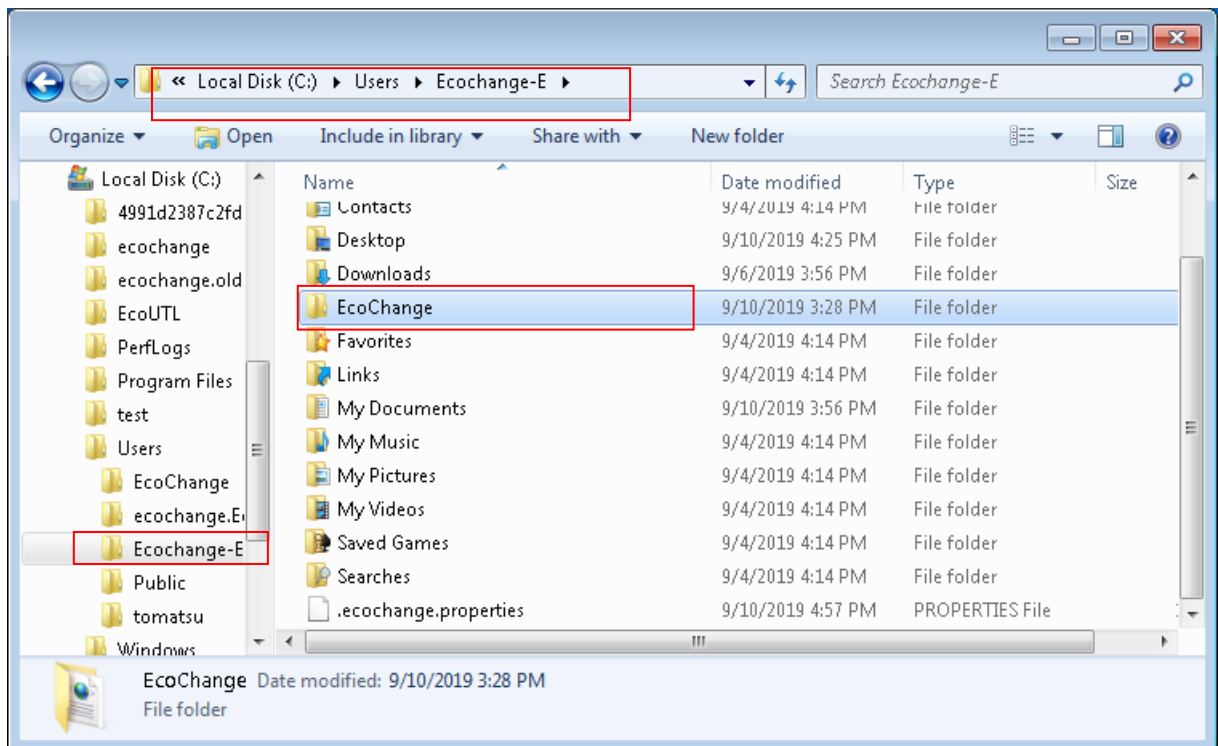 « Local Disk (C:) Users Ecochange-E Search Ecochange-E
Organize Open Include in library Share with New folder
Local Disk (C:)
4991d2387c2fd
ecochange
ecochange.old
EcoUTL
PerfLogs
Program Files
test
Users
EcoChange
ecochange.E
Ecochange-E
Public
tomatsu
Windows
Name Date modified Type Size
Contacts 9/4/2019 4:14 PM File folder
Desktop 9/10/2019 4:25 PM File folder
Downloads 9/6/2019 3:56 PM File folder
EcoChange 9/10/2019 3:28 PM File folder
Favorites 9/4/2019 4:14 PM File folder
Links 9/4/2019 4:14 PM File folder
My Documents 9/10/2019 3:56 PM File folder
My Music 9/4/2019 4:14 PM File folder
My Pictures 9/4/2019 4:14 PM File folder
My Videos 9/4/2019 4:14 PM File folder
Saved Games 9/4/2019 4:14 PM File folder
Searches 9/4/2019 4:14 PM File folder
.ecochange.properties 9/10/2019 4:57 PM PROPERTIES File
EcoChange Date modified: 9/10/2019 3:28 PM
File folder